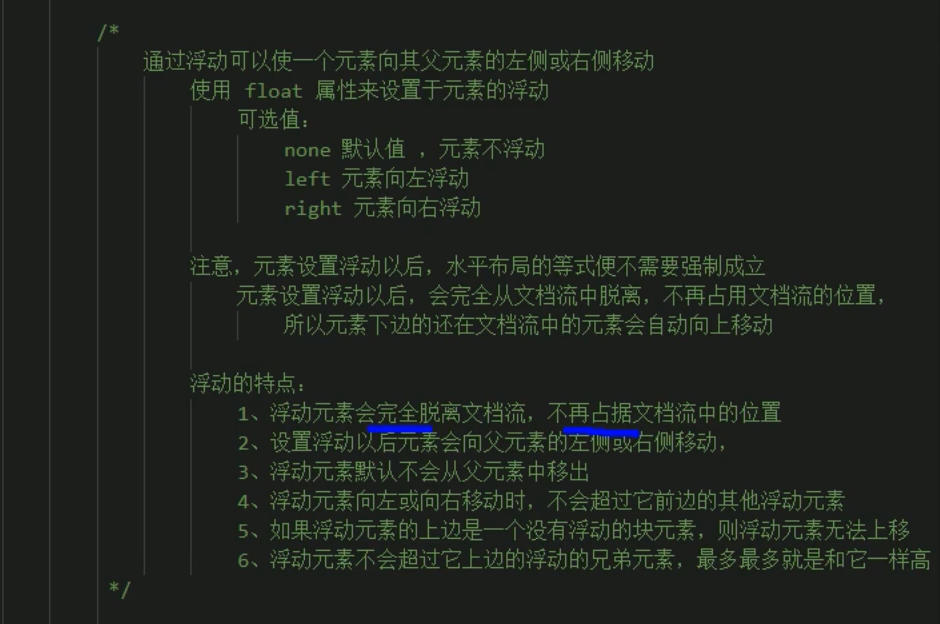 /*
通过浮动可以使一个元素向其父元素的左侧或右侧移动
使用 float 属性来设置于元素的浮动
可选值：
none 默认值 ，元素不浮动
left 元素向左浮动
right 元素向右浮动
注意，元素设置浮动以后，水平布局的等式便不需要强制成立
元素设置浮动以后，会完全从文档流中脱离，不再占用文档流的位置，
所以元素下边的还在文档流中的元素会自动向上移动
浮动的特点：
1、浮动元素会完全脱离文档流，不再占据文档流中的位置
2、设置浮动以后元素会向父元素的左侧或右侧移动，
3、浮动元素默认不会从父元素中移出
4、浮动元素向左或向右移动时，不会超过它前边的其他浮动元素
5、如果浮动元素的上边是一个没有浮动的块元素，则浮动元素无法上移
6、浮动元素不会超过它上边的浮动的兄弟元素，最多最多就是和它一样高
*/